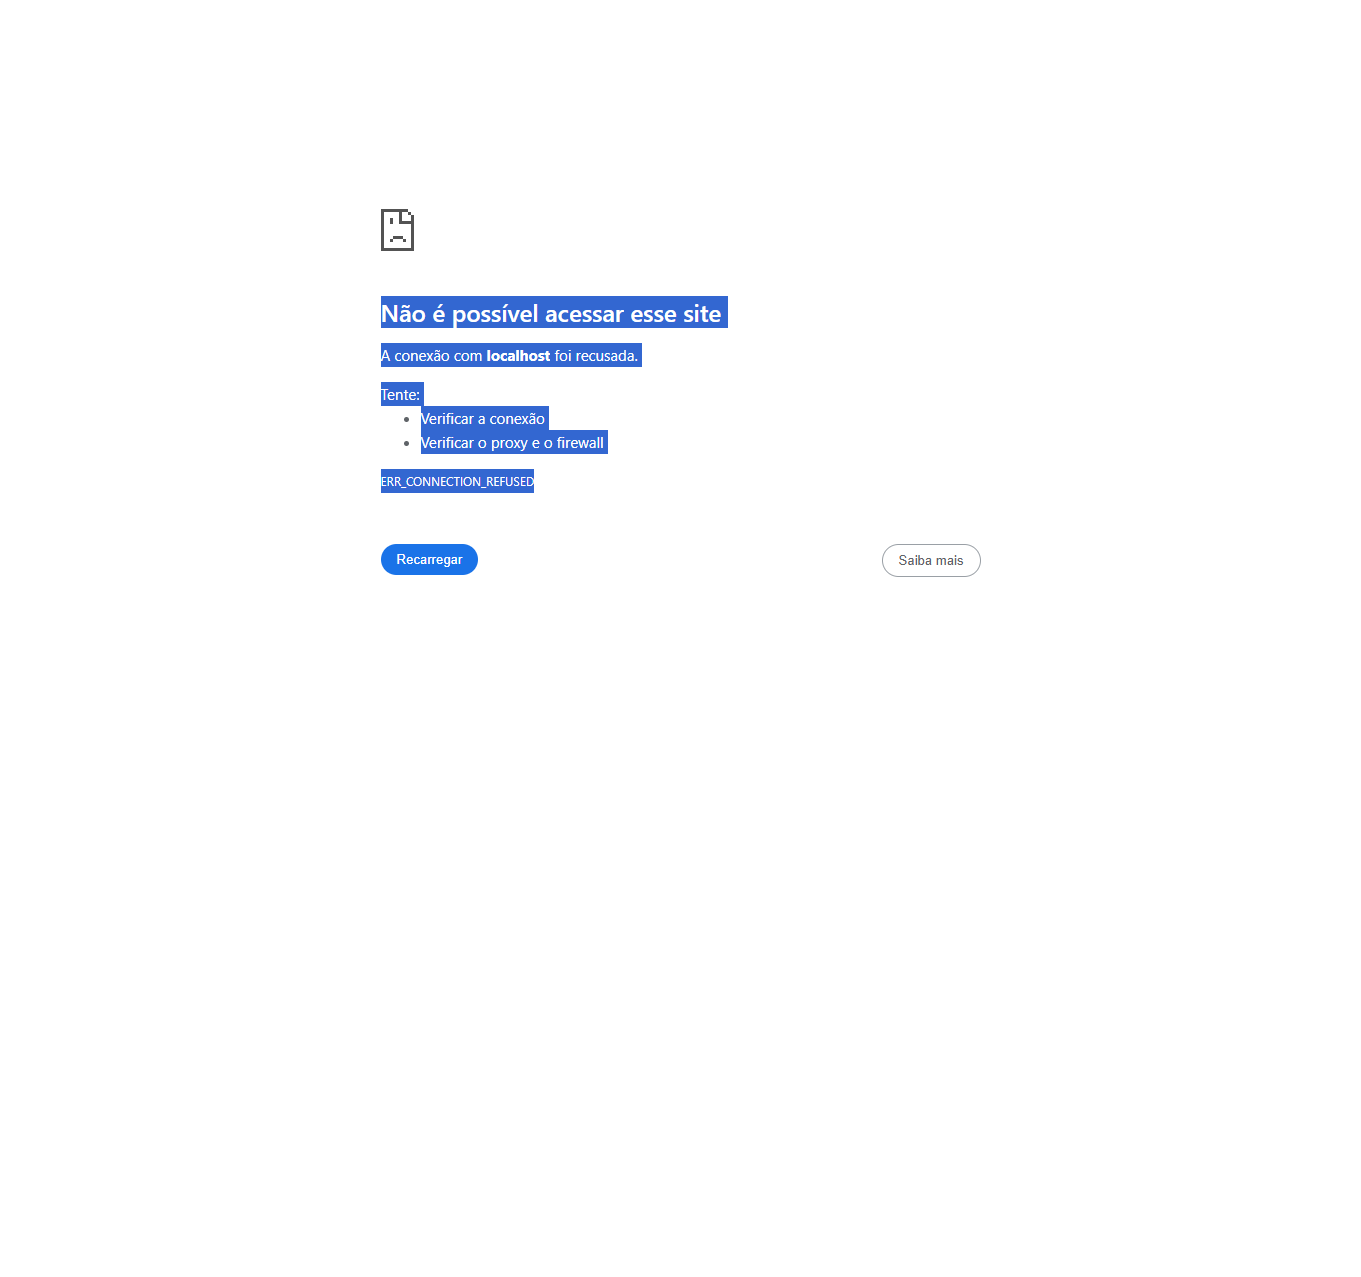 Não é possível acessar esse site
A conexão com localhost foi recusada.
Tente:
Verificar a conexão
Verificar o proxy e o firewall
ERR_CONNECTION_REFUSED
Recarregar
Saiba mais